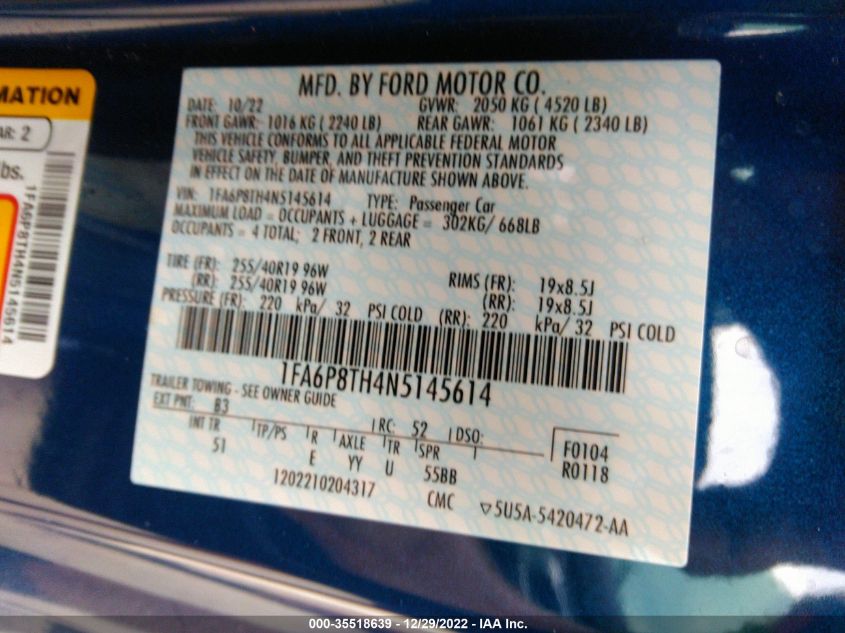 MATION
AR: 2
lbs.
1FA6P8TH4N5145614
MFD. BY FORD MOTOR CO.
DATE: 10/22 GVWR: 2050 KG ( 4520 LB)
FRONT GAWR: 1016 KG ( 2240 LB) REAR GAWR: 1061 KG ( 2340 LB)
THIS VEHICLE CONFORMS TO ALL APPLICABLE FEDERAL MOTOR
VEHICLE SAFETY, BUMPER, AND THEFT PREVENTION STANDARDS
IN EFFECT ON THE DATE OF MANUFACTURE SHOWN ABOVE.
VIN: 1FA6P8TH4N5145614 TYPE: Passenger Car
MAXIMUM LOAD = OCCUPANTS + LUGGAGE = 302KG/ 668LB
OCCUPANTS = 4 TOTAL; 2 FRONT, 2 REAR
TIRE (FR): 255/40R19 96W RIMS (FR): 19x8.5J
(RR): 255/40R19 96W (RR): 19x8.5J
PRESSURE (FR): 220 kPa/ 32 PSI COLD (RR): 220 kPa/ 32 PSI COLD
1FA6P8TH4N5145614
TRAILER TOWING - SEE OWNER GUIDE
EXT PNT: B3 RC: 52 DSO:
INT TR TP/PS R AXLE TR SPR
51 E YY U 55BB
F0104
R0118
1202210204317 CMC ▽5U5A-5420472-AA
000-35518639 - 12/29/2022 - IAA Inc.